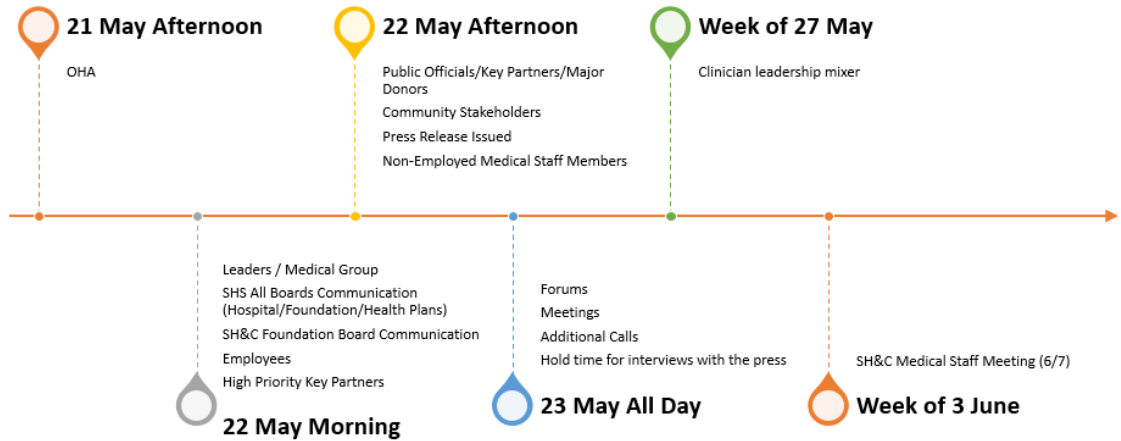 21 May Afternoon
OHA
22 May Afternoon
Public Officials/Key Partners/Major
Donors
Community Stakeholders
Press Release Issued
Non-Employed Medical Staff Members
Week of 27 May
Clinician leadership mixer
Leaders / Medical Group
SHS All Boards Communication
(Hospital/Foundation/Health Plans)
SH&C Foundation Board Communication
Employees
High Priority Key Partners
22 May Morning
Forums
Meetings
Additional Calls
Hold time for interviews with the press
23 May All Day
SH&C Medical Staff Meeting (6/7)
Week of 3 June